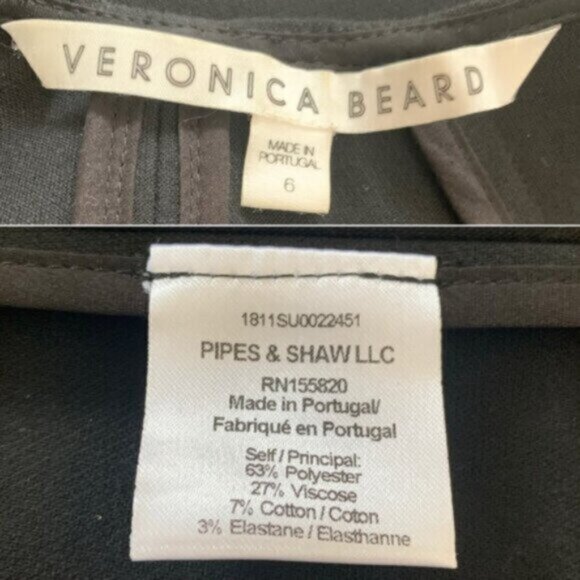 VERONICA BEARD
MADE IN
PORTUGAL
6
1811SU0022451
PIPES & SHAW LLC
RN155820
Made in Portugal/
Fabriqué en Portugal
Self / Principal:
63% Polyester
27% Viscose
7% Cotton / Coton
3% Elastane / Elasthanne